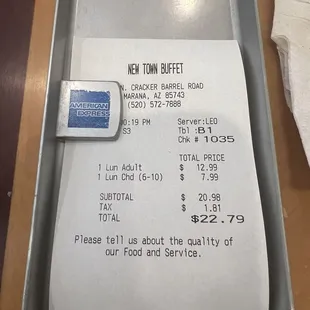 NEW TOWN BUFFET
N. CRACKER BARREL ROAD
MARANA, AZ 85743
(520) 572-7888
AMERICAN
EXPRESS
0:19 PM Server:LEO
S3 Tbl :B1
Chk # 1035
TOTAL PRICE
1 Lun Adult $ 12.99
1 Lun Chd (6-10) $ 7.99
SUBTOTAL $ 20.98
TAX $ 1.81
TOTAL $22.79
Please tell us about the quality of
our Food and Service.